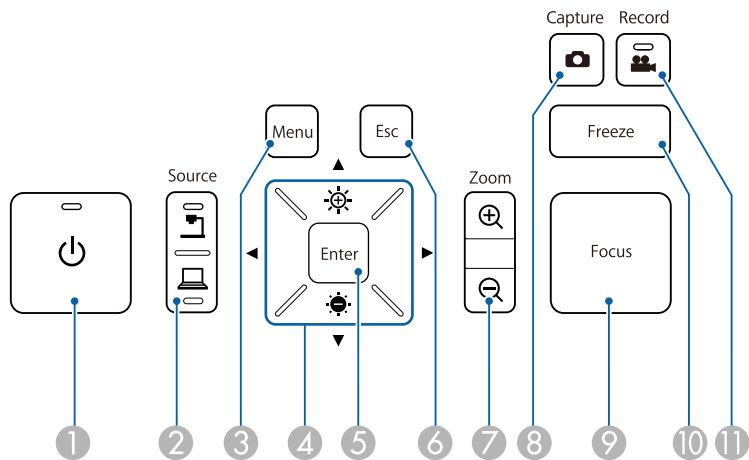 Capture Record
Menu Esc Freeze
Source Zoom
Enter Focus
1 2 3 4 5 6 7 8 9 10 11